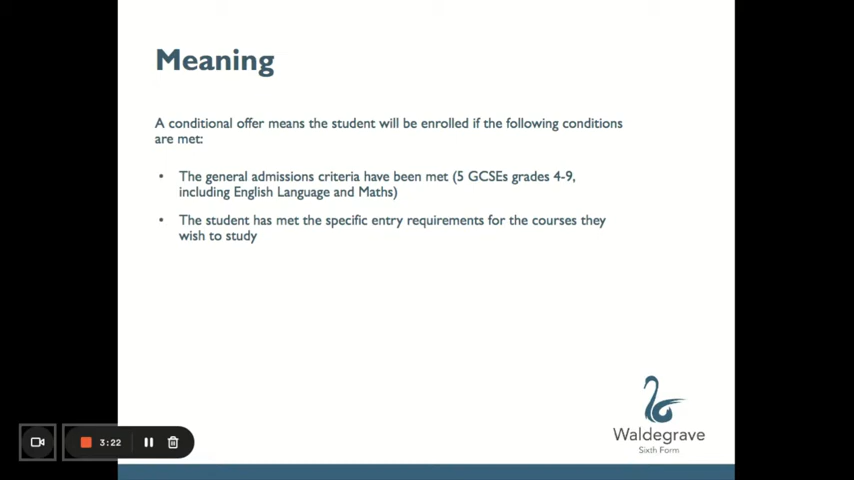 Meaning
A conditional offer means the student will be enrolled if the following conditions
are met:
• The general admissions criteria have been met (5 GCSEs grades 4-9,
including English Language and Maths)
• The student has met the specific entry requirements for the courses they
wish to study
Waldegrave
Sixth Form
3:22